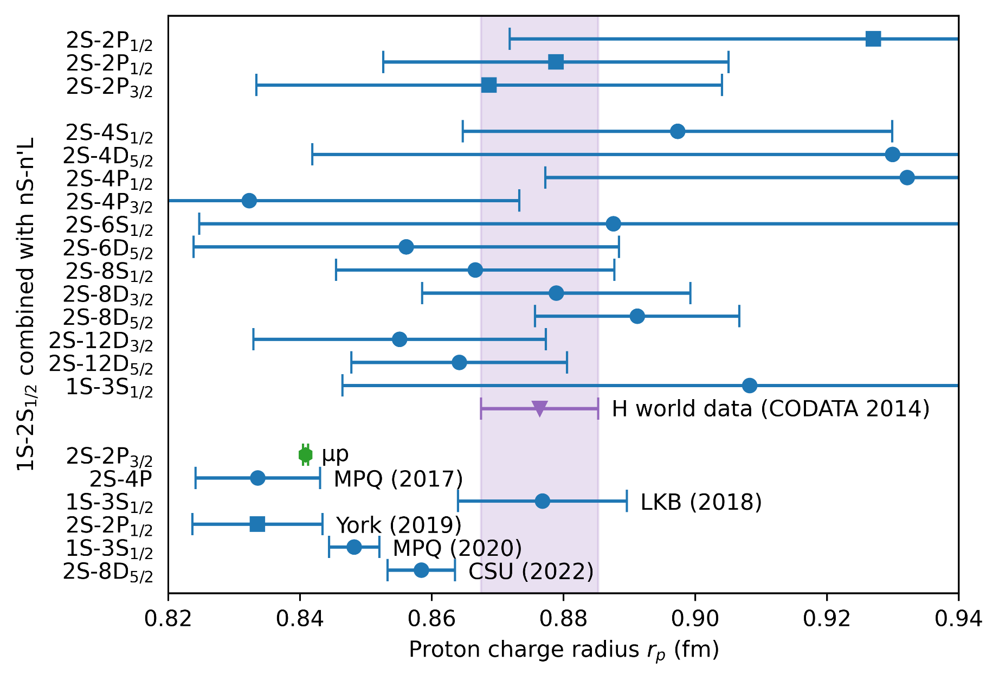 2S-2P1/2
2S-2P1/2
2S-2P3/2
2S-4S1/2
2S-4D5/2
2S-4P1/2
2S-4P3/2
2S-6S1/2
2S-6D5/2
2S-8S1/2
2S-8D3/2
2S-8D5/2
2S-12D3/2
2S-12D5/2
1S-3S1/2
H world data (CODATA 2014)
2S-2P3/2 μp
2S-4P MPQ (2017)
1S-3S1/2 LKB (2018)
2S-2P1/2 York (2019)
1S-3S1/2 MPQ (2020)
2S-8D5/2 CSU (2022)
1S-2S1/2 combined with nS-n'L
0.82 0.84 0.86 0.88 0.90 0.92 0.94
Proton charge radius rp (fm)